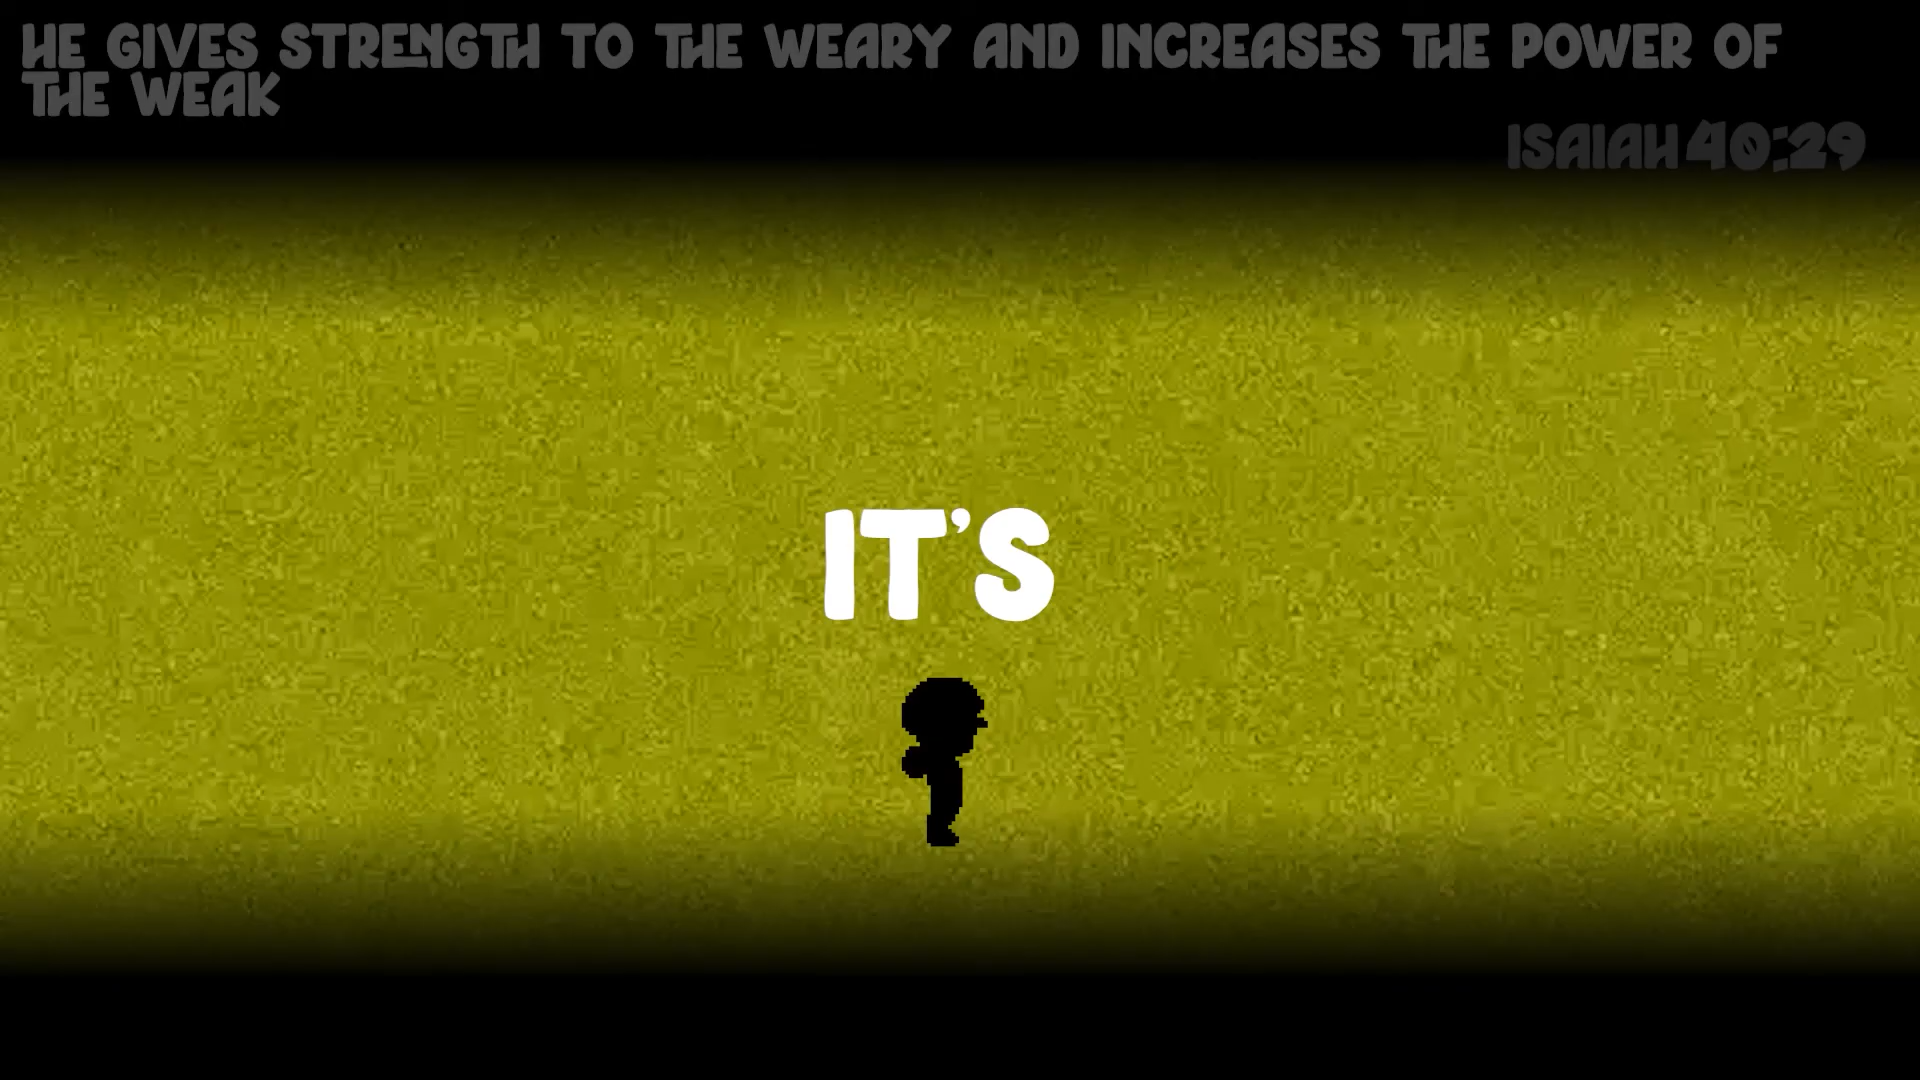 HE GIVES STRENGTH TO THE WEARY AND INCREASES THE POWER OF
THE WEAK
ISAIAH 40:29
IT'S